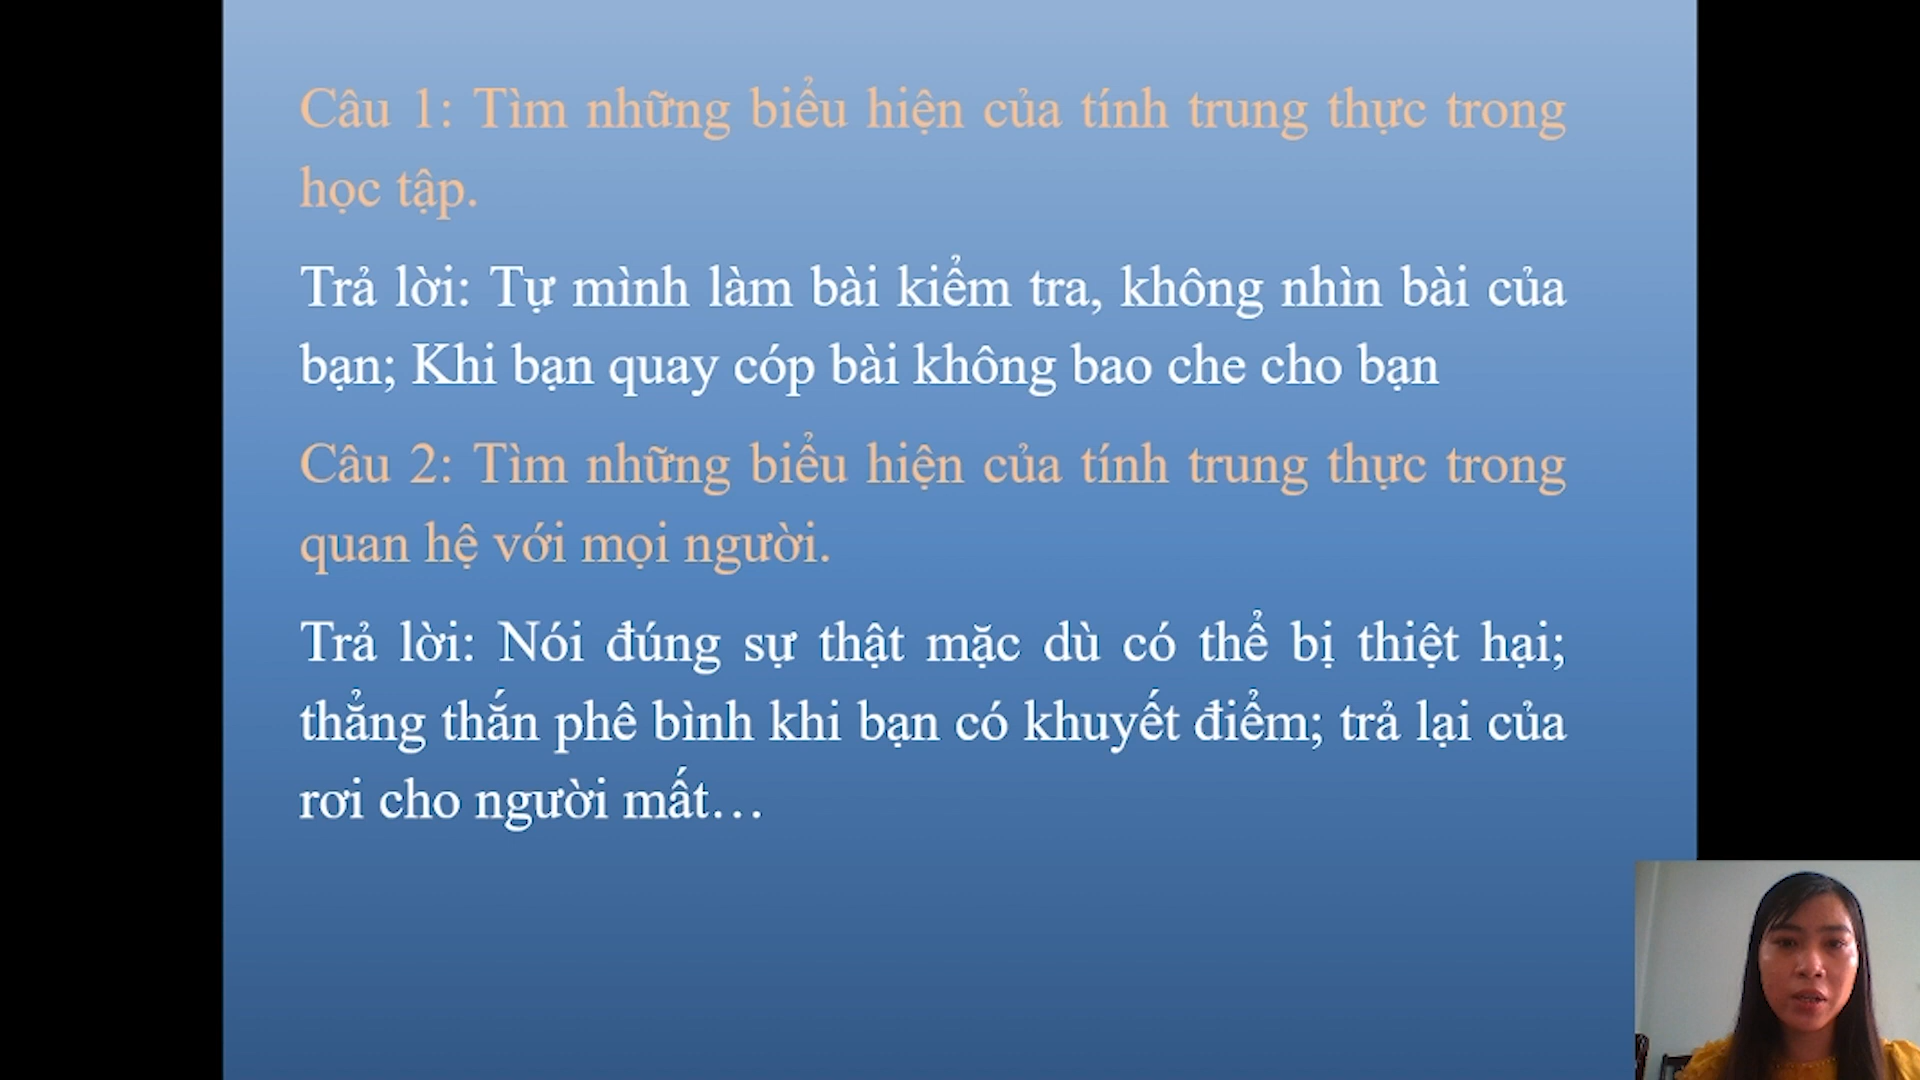 Câu 1: Tìm những biểu hiện của tính trung thực trong
học tập.
Trả lời: Tự mình làm bài kiểm tra, không nhìn bài của
bạn; Khi bạn quay cóp bài không bao che cho bạn
Câu 2: Tìm những biểu hiện của tính trung thực trong
quan hệ với mọi người.
Trả lời: Nói đúng sự thật mặc dù có thể bị thiệt hại;
thẳng thắn phê bình khi bạn có khuyết điểm; trả lại của
rơi cho người mất…